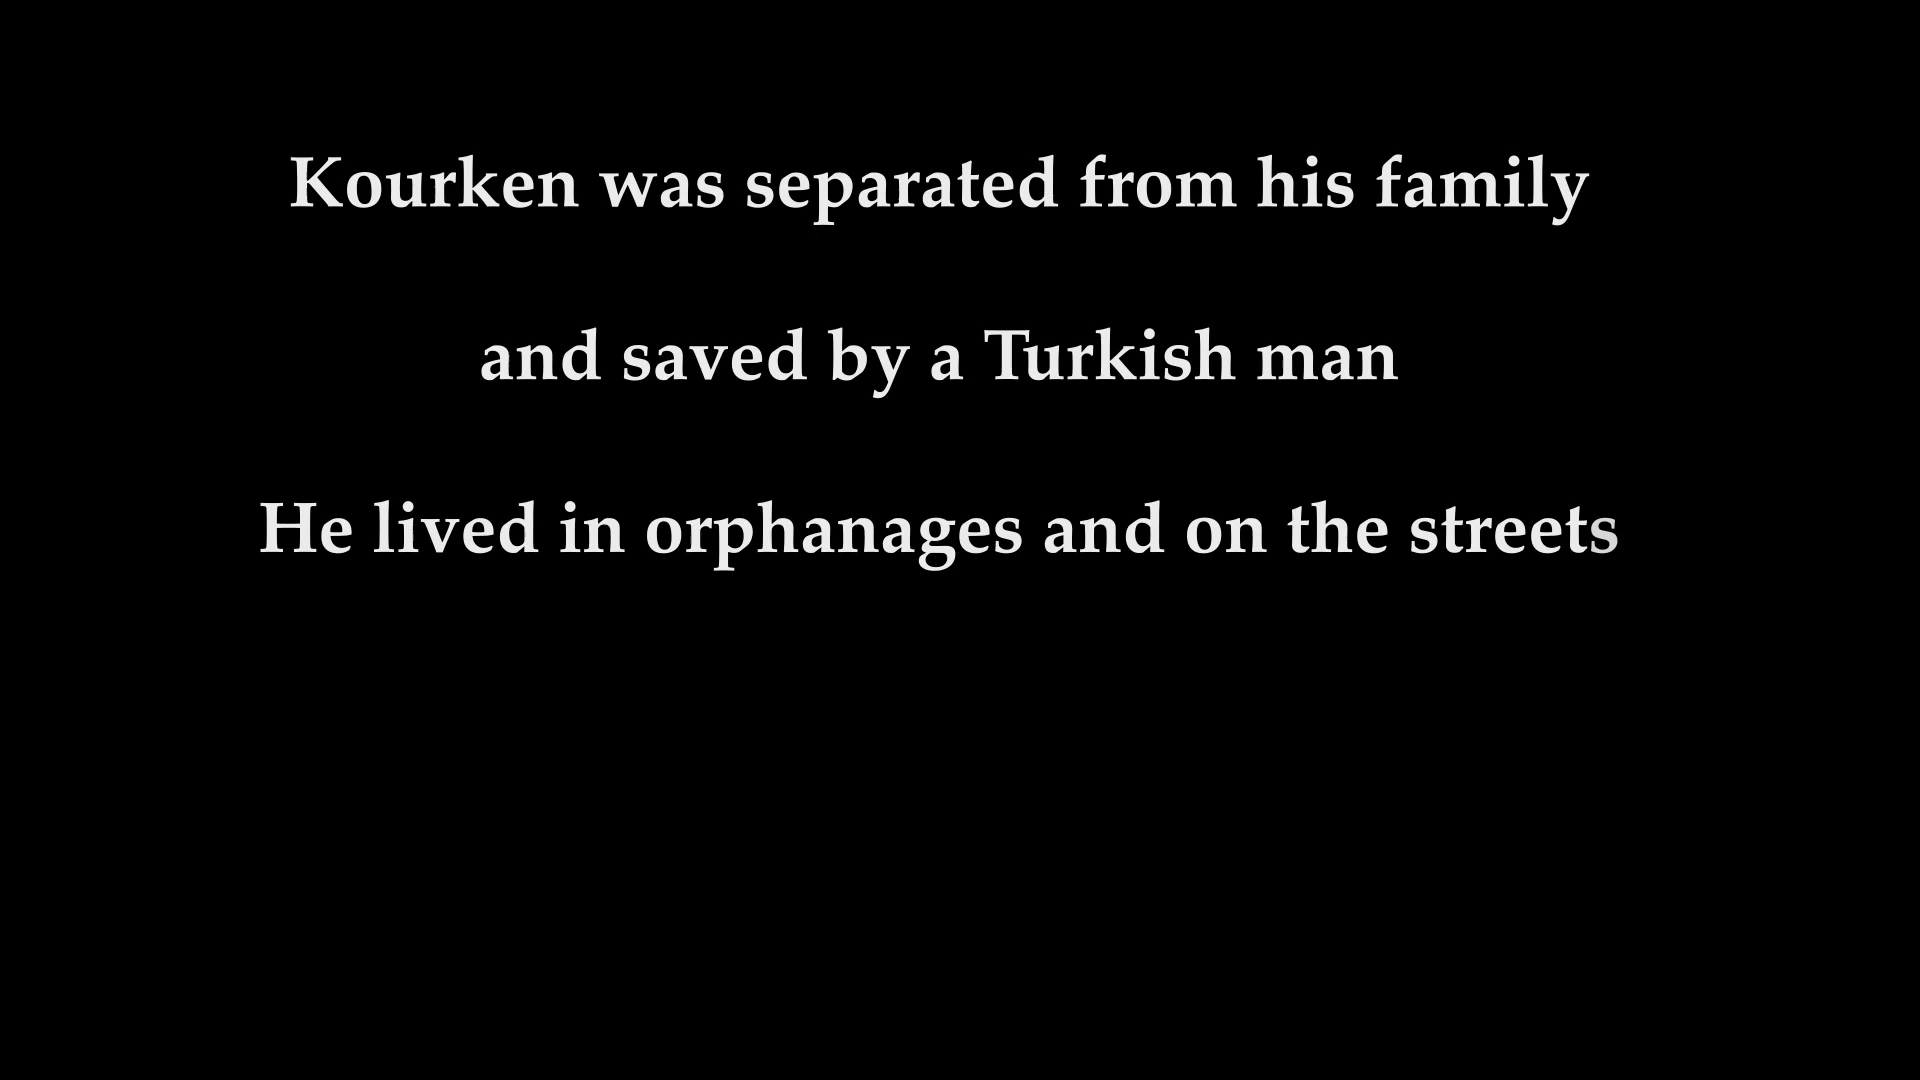 Kourken was separated from his family
and saved by a Turkish man
He lived in orphanages and on the streets